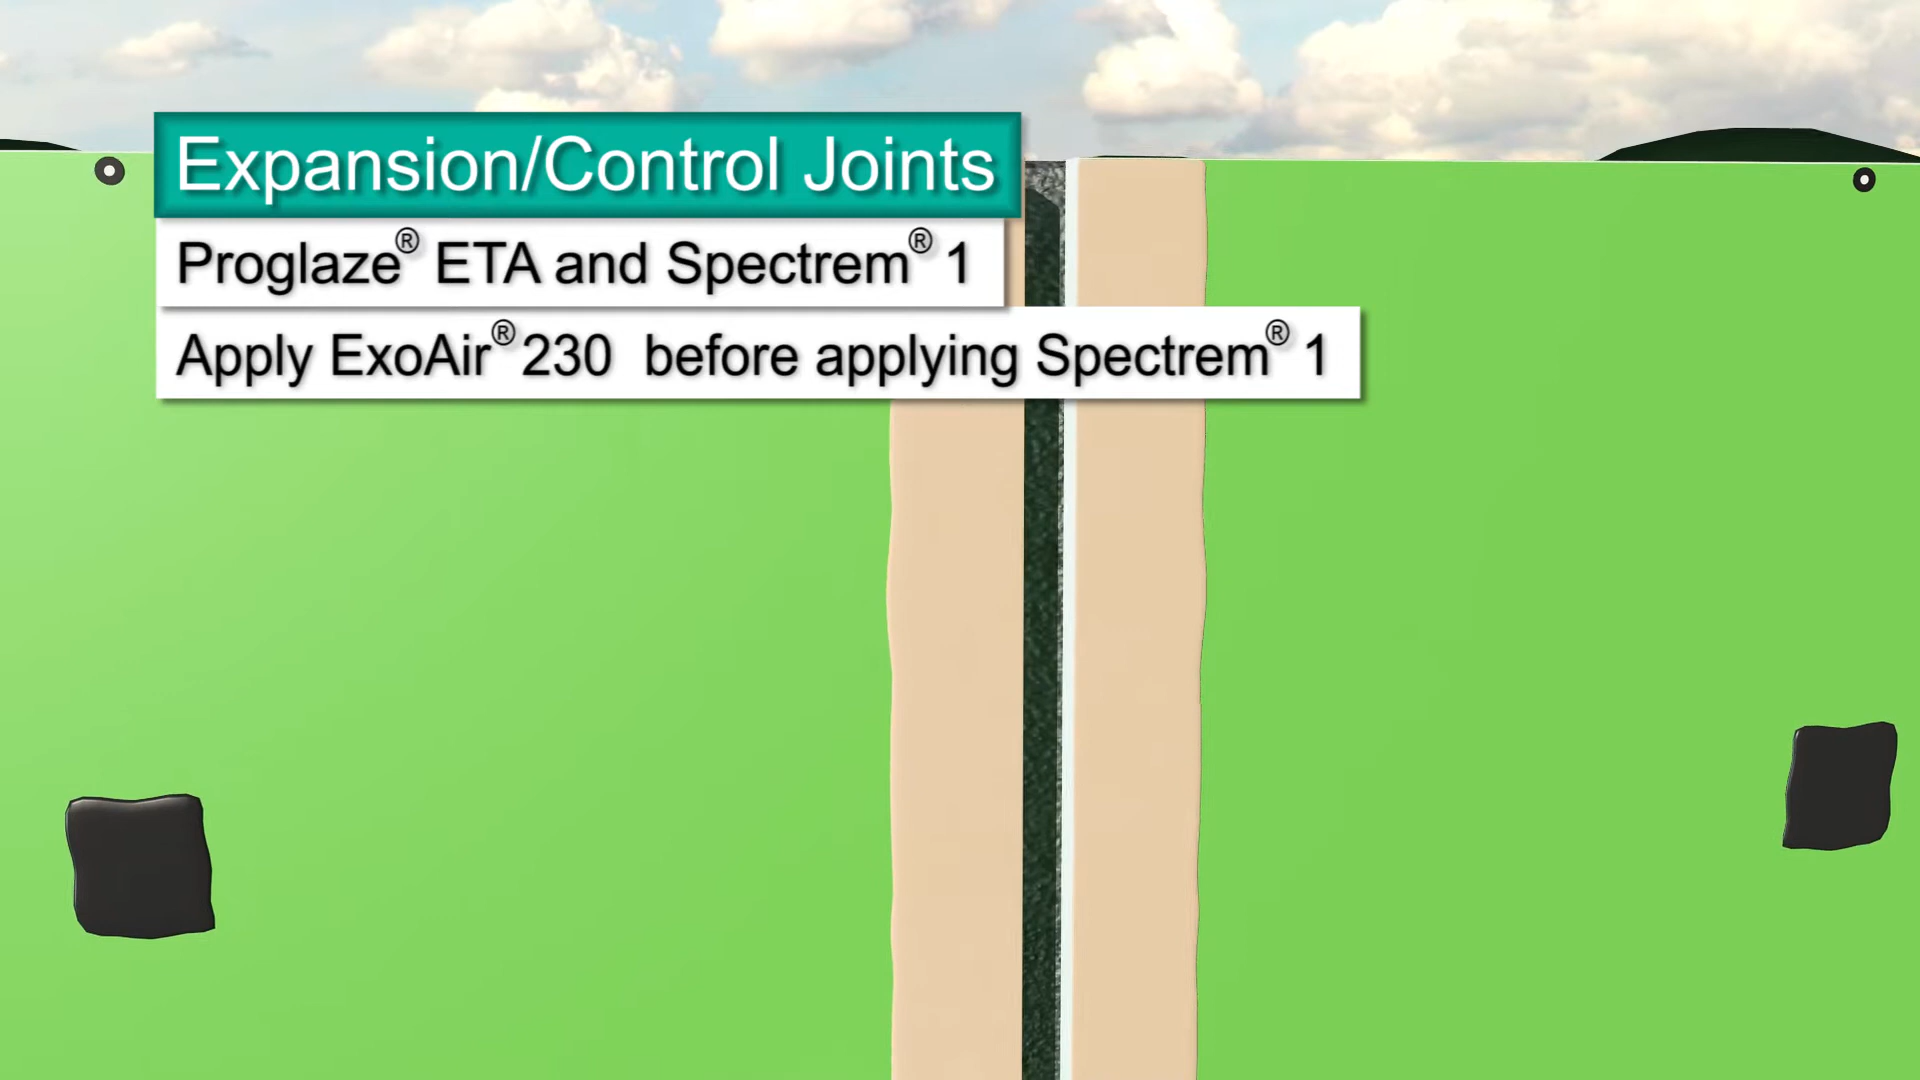 Expansion/Control Joints
Proglaze® ETA and Spectrem® 1
Apply ExoAir® 230 before applying Spectrem® 1